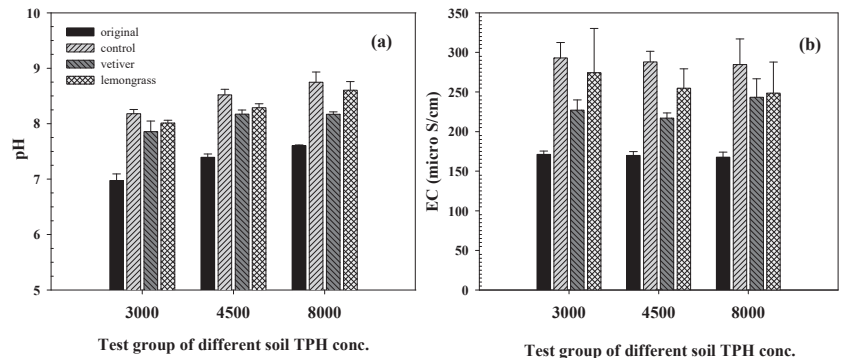 10
9
8
7
6
5
pH
(a)
original
control
vetiver
lemongrass
3000 4500 8000
Test group of different soil TPH conc.
350
300
250
200
150
100
50
0
EC (micro S/cm)
(b)
3000 4500 8000
Test group of different soil TPH conc.